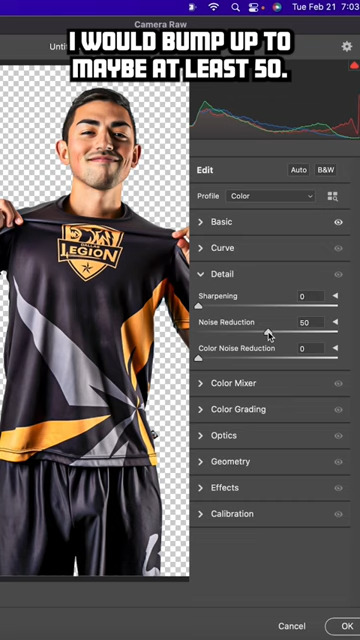 Tue Feb 21 7:03
Camera Raw
I WOULD BUMP UP TO
MAYBE AT LEAST 50.
Edit Auto B&W
Profile Color
Basic
Curve
Detail
Sharpening 0
Noise Reduction 50
Color Noise Reduction 0
Color Mixer
Color Grading
Optics
Geometry
Effects
Calibration
LEGION
Cancel OK